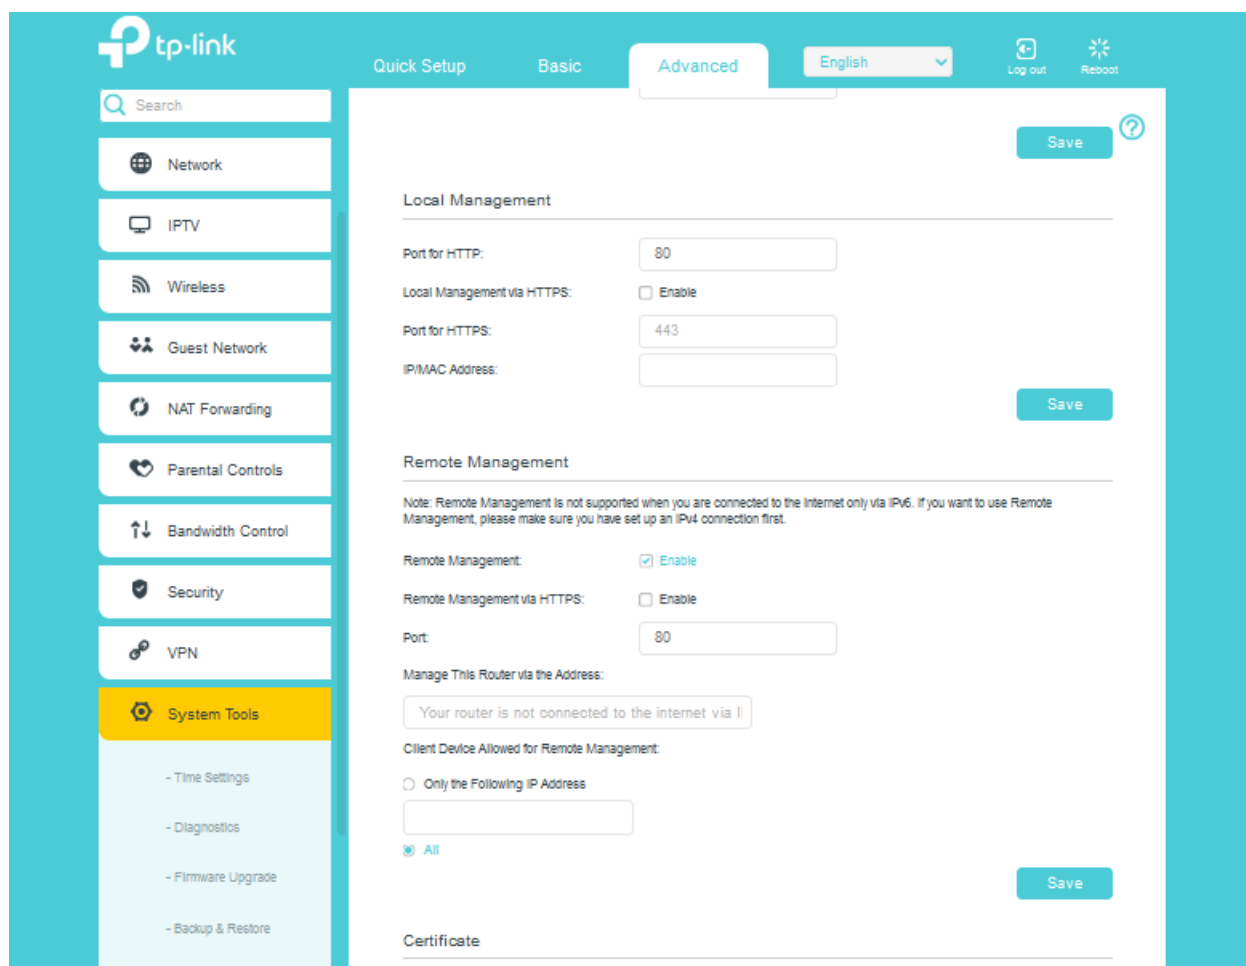 tp-link
Quick Setup
Basic
Advanced
English
Log out
Reboot
Search
Network
IPTV
Wireless
Guest Network
NAT Forwarding
Parental Controls
Bandwidth Control
Security
VPN
System Tools
- Time Settings
- Diagnostics
- Firmware Upgrade
- Backup & Restore
?
Save
Local Management
Port for HTTP: 80
Local Management via HTTPS: Enable
Port for HTTPS: 443
IP/MAC Address:
Save
Remote Management
Note: Remote Management is not supported when you are connected to the internet only via IPv6. If you want to use Remote
Management, please make sure you have set up an IPv4 connection first.
Remote Management: Enable
Remote Management via HTTPS: Enable
Port: 80
Manage This Router via the Address:
Your router is not connected to the internet via I
Client Device Allowed for Remote Management:
Only the Following IP Address
All
Save
Certificate